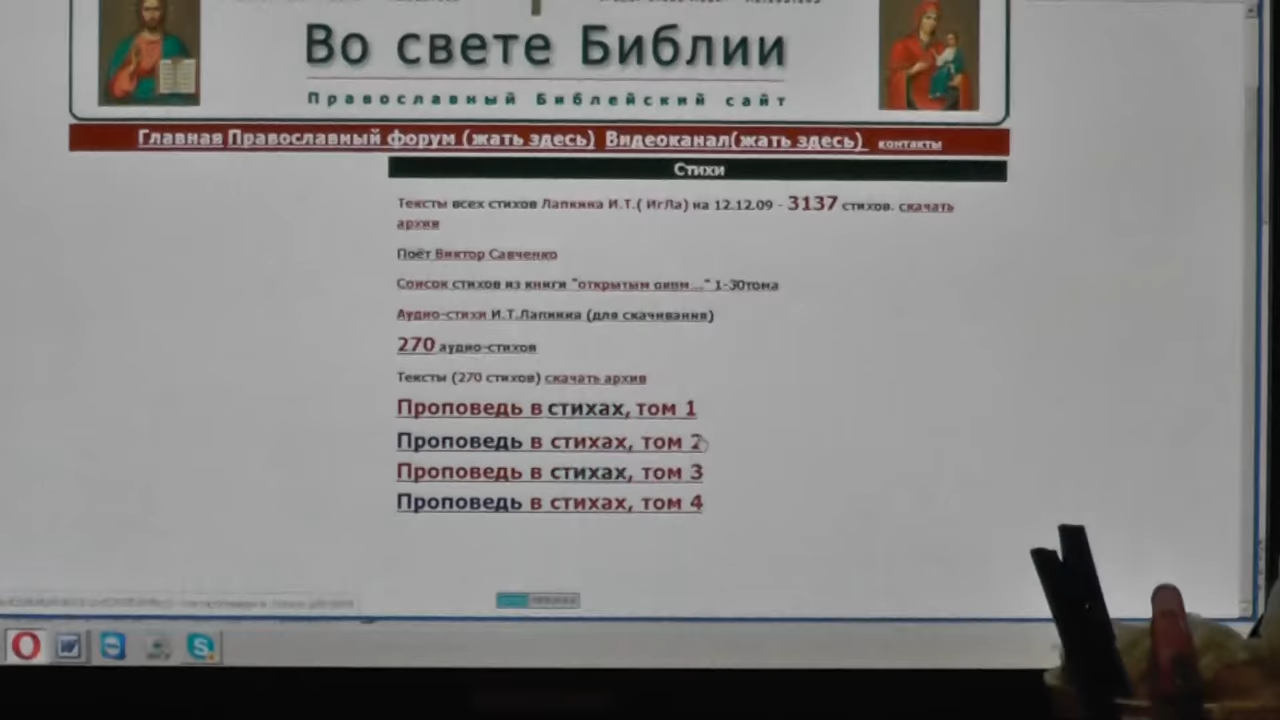 Во свете Библии
Православный Библейский сайт
Главная Православный форум (жать здесь) Видеоканал(жать здесь) контакты
Стихи
Тексты всех стихов Лапкина И.Т.( ИгЛа) на 12.12.09 - 3137 стихов. скачать
архив
Поёт Виктор Савченко
Список стихов из книги "открытым оком..." 1-30тома
Аудио-стихи И.Т.Лапкина (для скачивания)
270 аудио-стихов
Тексты (270 стихов) скачать архив
Проповедь в стихах, том 1
Проповедь в стихах, том 2
Проповедь в стихах, том 3
Проповедь в стихах, том 4